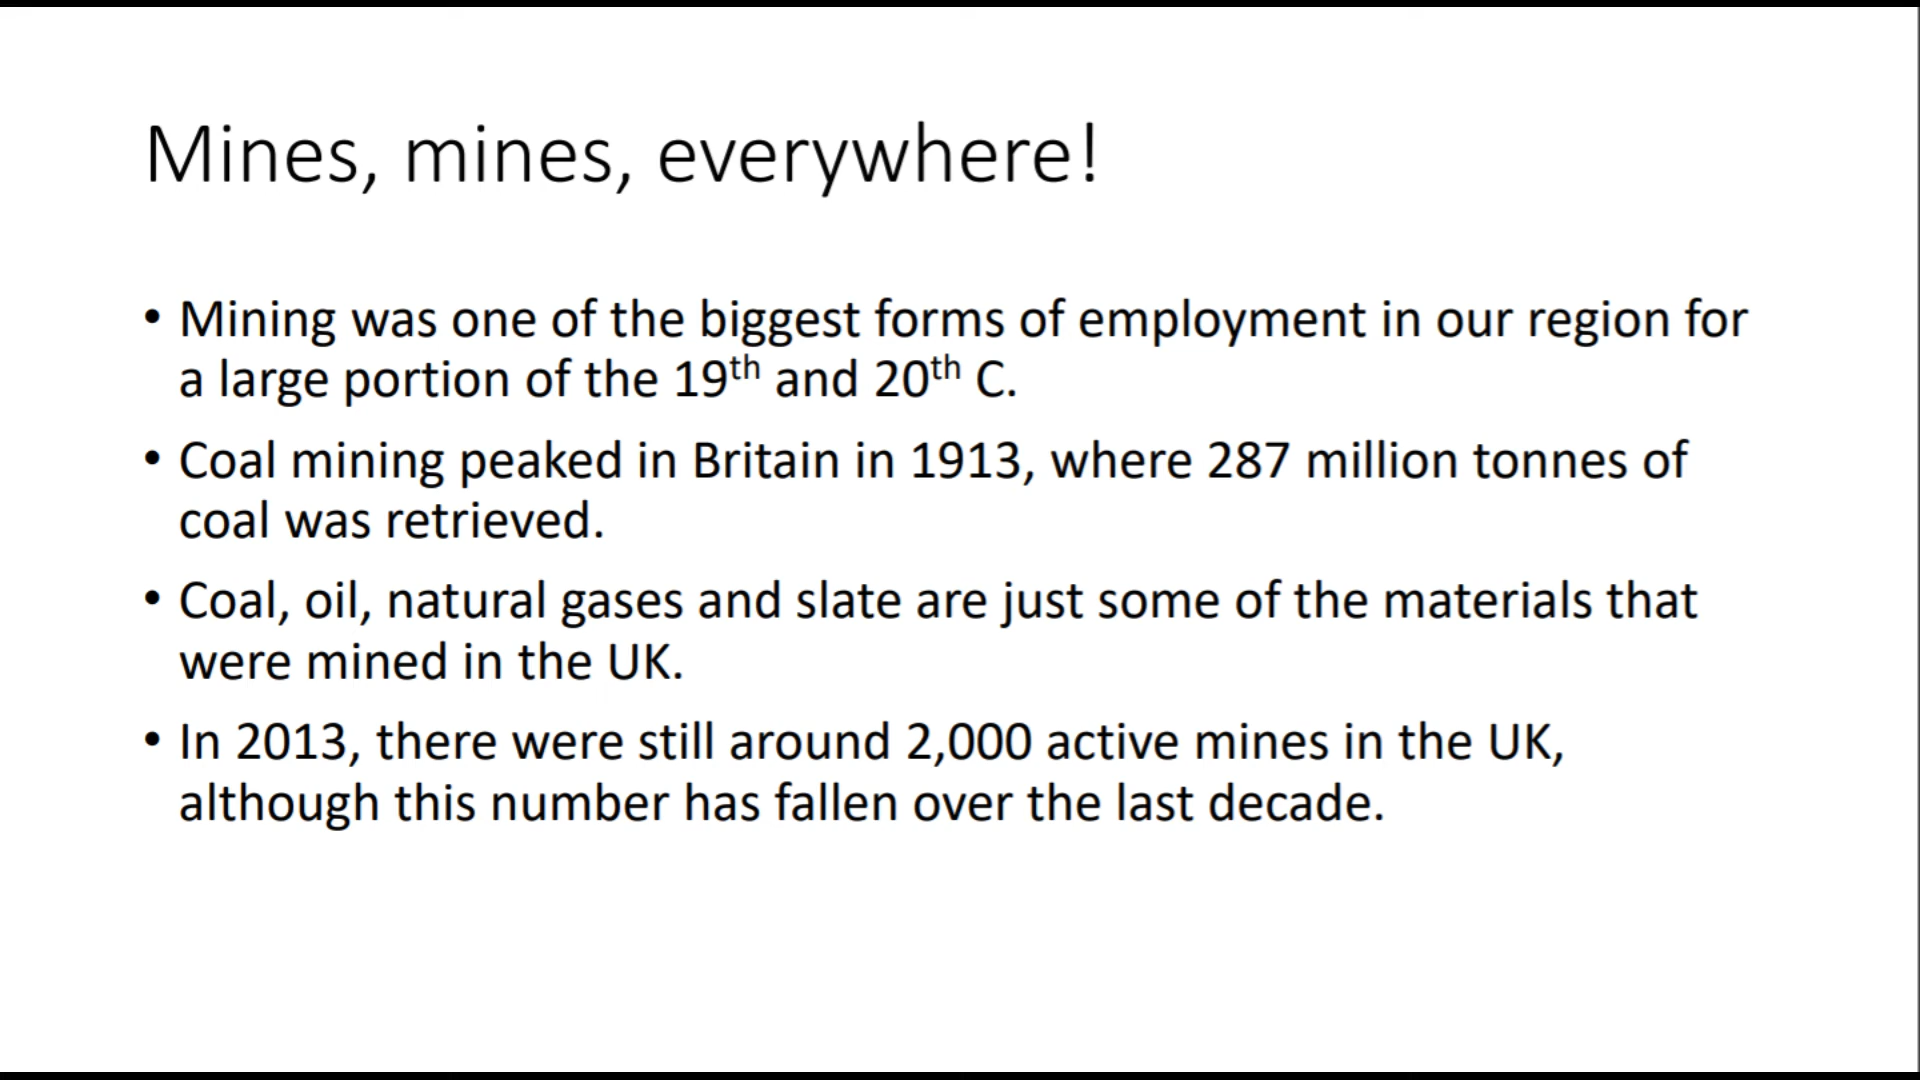 Mines, mines, everywhere!
• Mining was one of the biggest forms of employment in our region for
a large portion of the 19th and 20th C.
• Coal mining peaked in Britain in 1913, where 287 million tonnes of
coal was retrieved.
• Coal, oil, natural gases and slate are just some of the materials that
were mined in the UK.
• In 2013, there were still around 2,000 active mines in the UK,
although this number has fallen over the last decade.